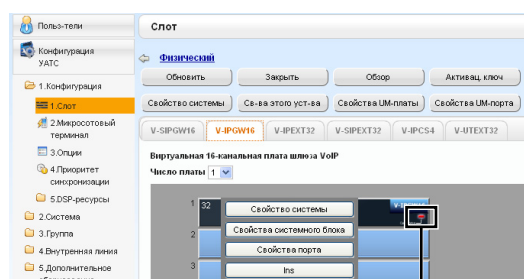 Польз-тели
Слот
Конфигурация
УАТС
Физический
Обновить
Закрыть
Обзор
Активац. ключ
1.Конфигурация
Свойство системы
Св-ва этого уст-ва
Свойства UM-платы
Свойства UM-порта
1.Слот
2.Микросотовый
терминал
V-SIPGW16
V-IPGW16
V-IPEXT32
V-SIPEXT32
V-IPCS4
V-UTEXT32
3.Опции
Виртуальная 16-канальная плата шлюза VoIP
4.Приоритет
синхронизации
Число платы 1
5.DSP-ресурсы
1 32
Свойство системы
2.Система
2
Свойства системного блока
3.Группа
Свойства порта
4.Внутренняя линия
3
Ins
5.Дополнительное